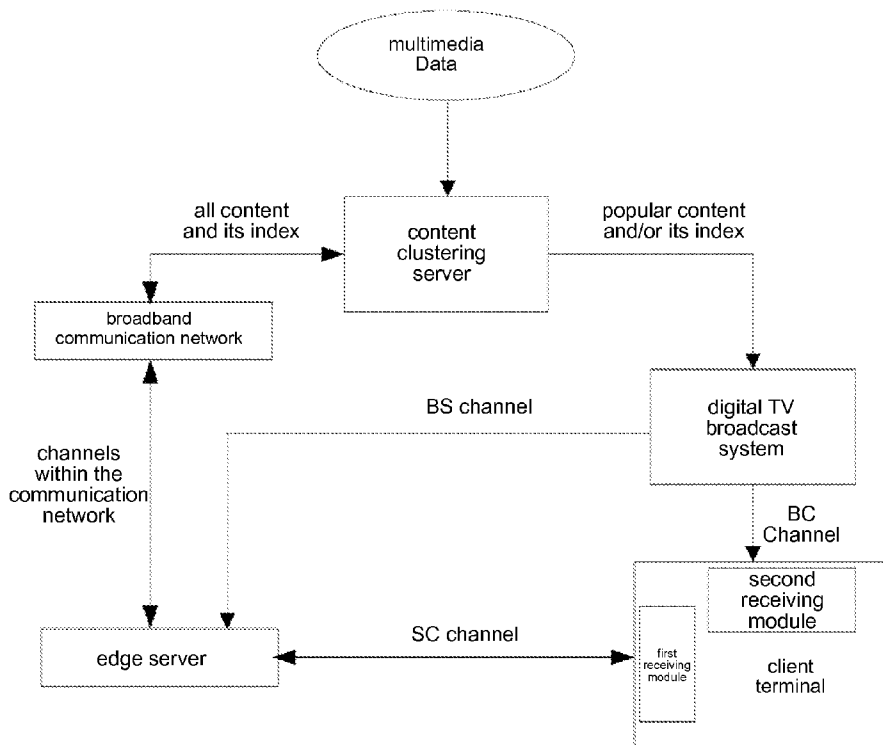 multimedia
Data
all content
and its index
content
clustering
server
popular content
and/or its index
broadband
communication network
BS channel
digital TV
broadcast
system
channels
within the
communication
network
BC
Channel
second
receiving
module
edge server
SC channel
first
receiving
module
client
terminal